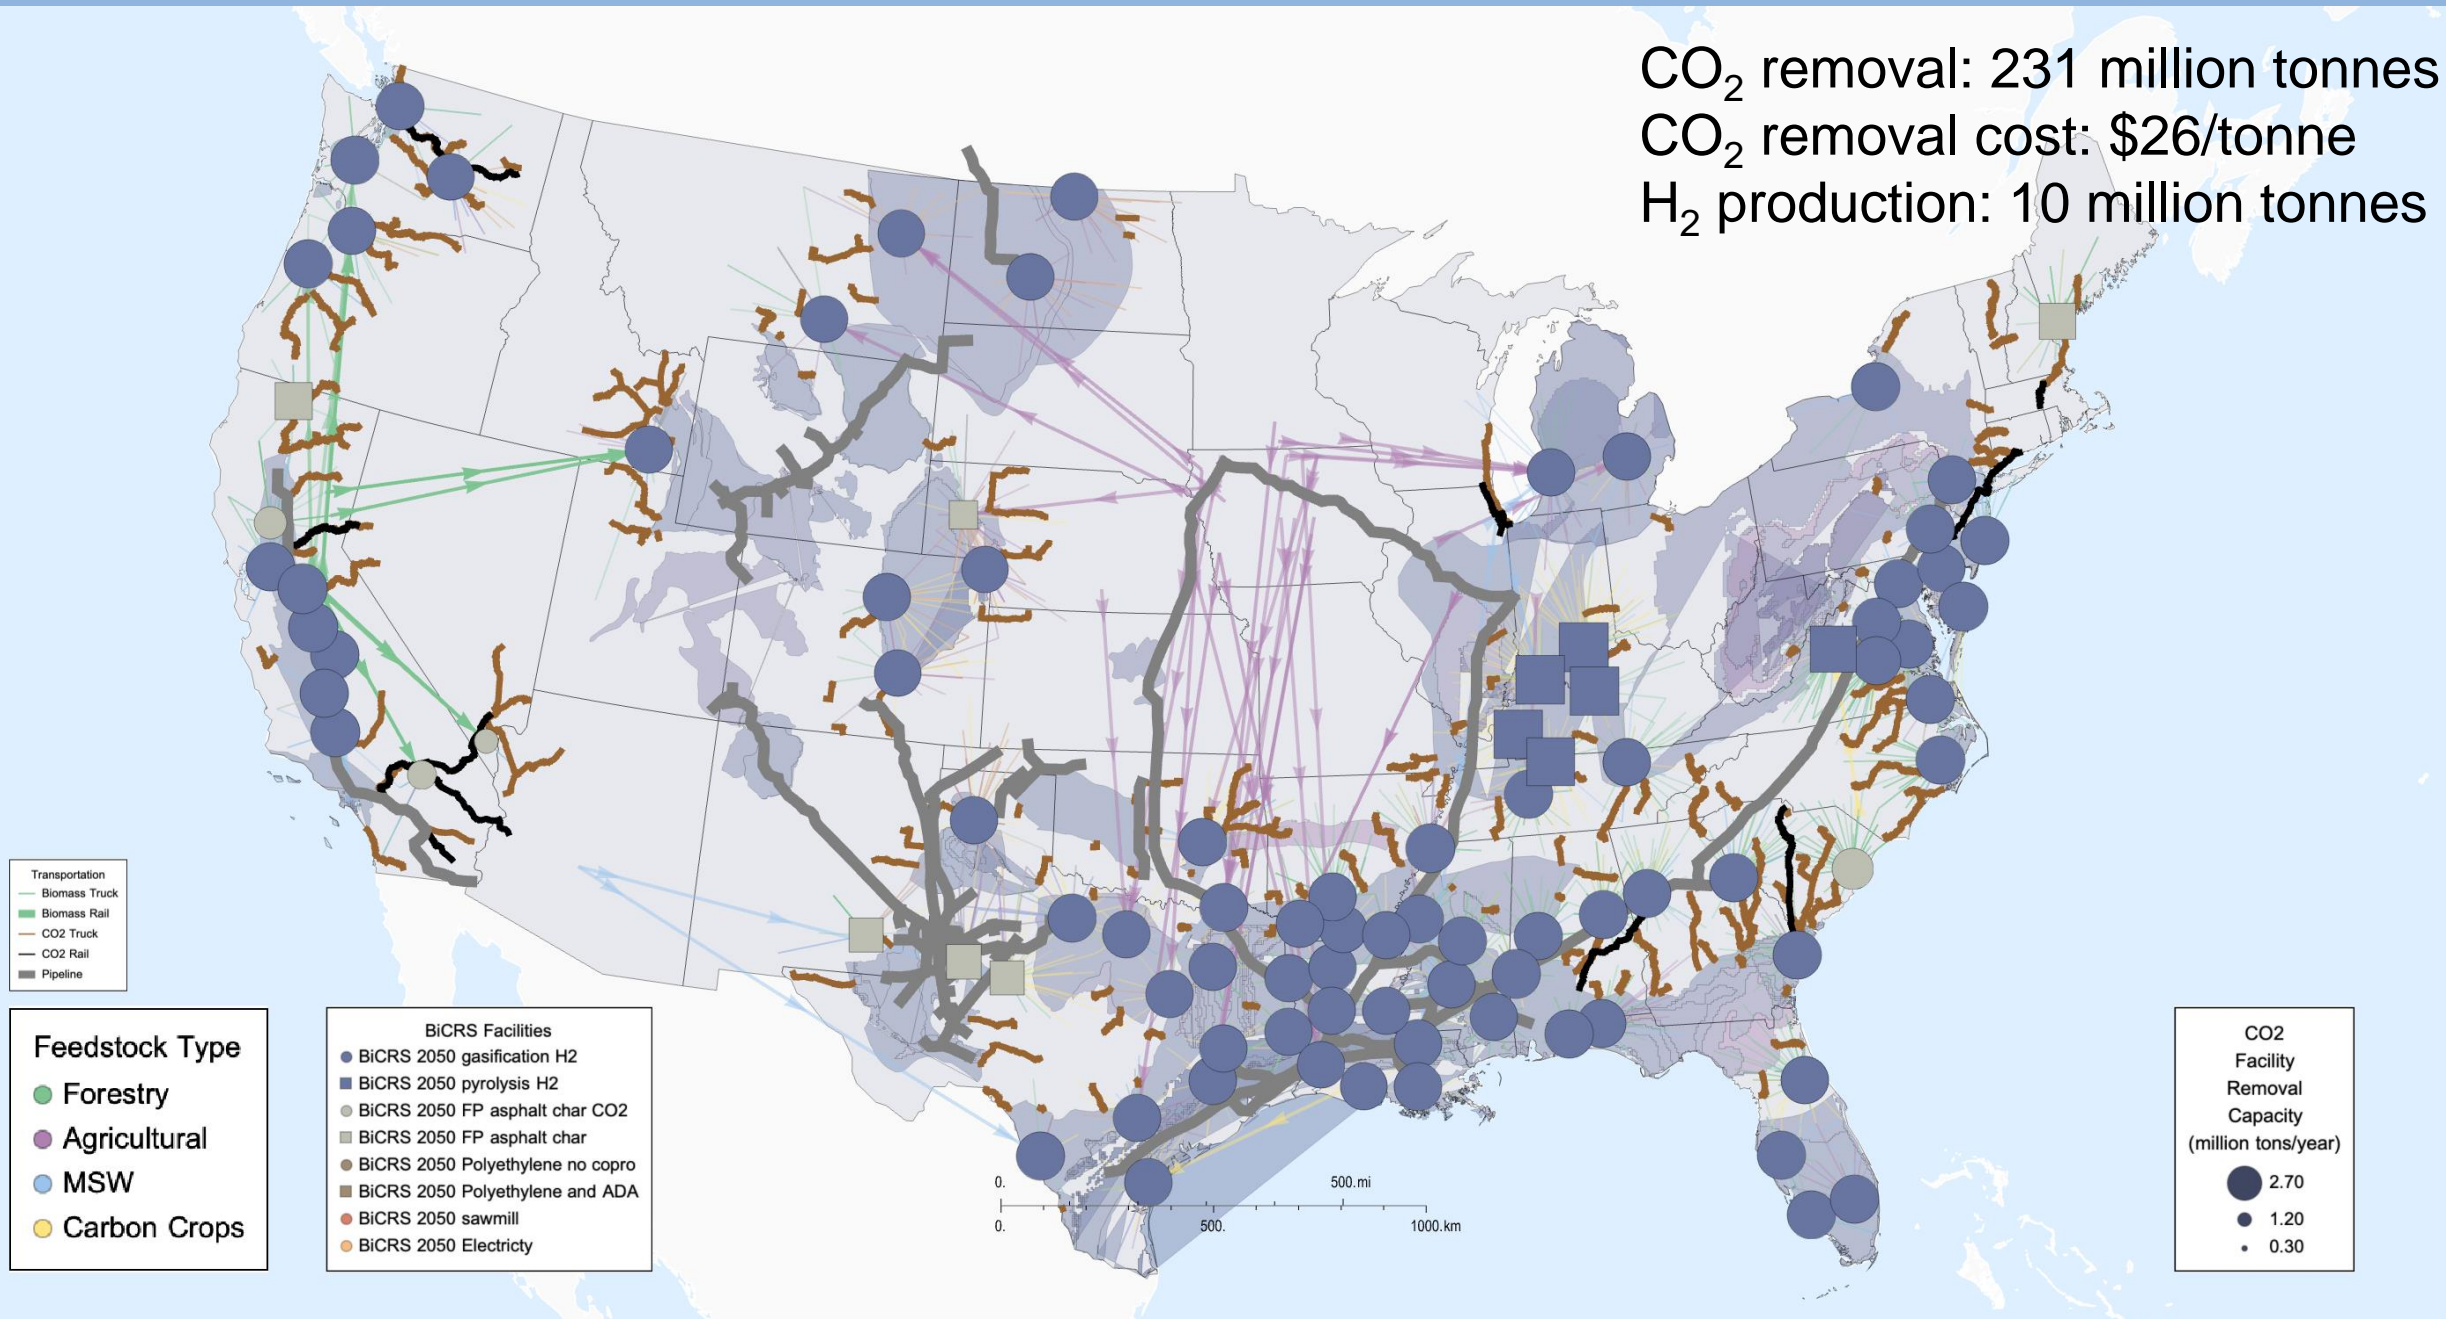 CO₂ removal: 231 million tonnes
CO₂ removal cost: $26/tonne
H₂ production: 10 million tonnes
Transportation
Biomass Truck
Biomass Rail
CO2 Truck
CO2 Rail
Pipeline
Feedstock Type
Forestry
Agricultural
MSW
Carbon Crops
BiCRS Facilities
BiCRS 2050 gasification H2
BiCRS 2050 pyrolysis H2
BiCRS 2050 FP asphalt char CO2
BiCRS 2050 FP asphalt char
BiCRS 2050 Polyethylene no copro
BiCRS 2050 Polyethylene and ADA
BiCRS 2050 sawmill
BiCRS 2050 Electricty
0. 500.mi
0. 500. 1000.km
CO2
Facility
Removal
Capacity
(million tons/year)
2.70
1.20
0.30